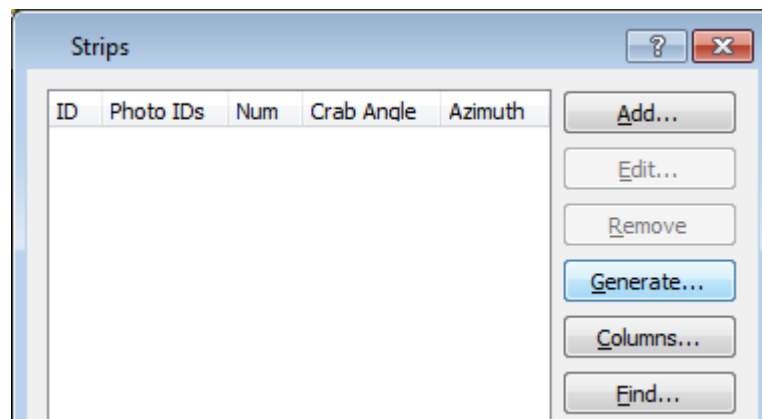 Strips
ID Photo IDs Num Crab Angle Azimuth
Add...
Edit...
Remove
Generate...
Columns...
Find...